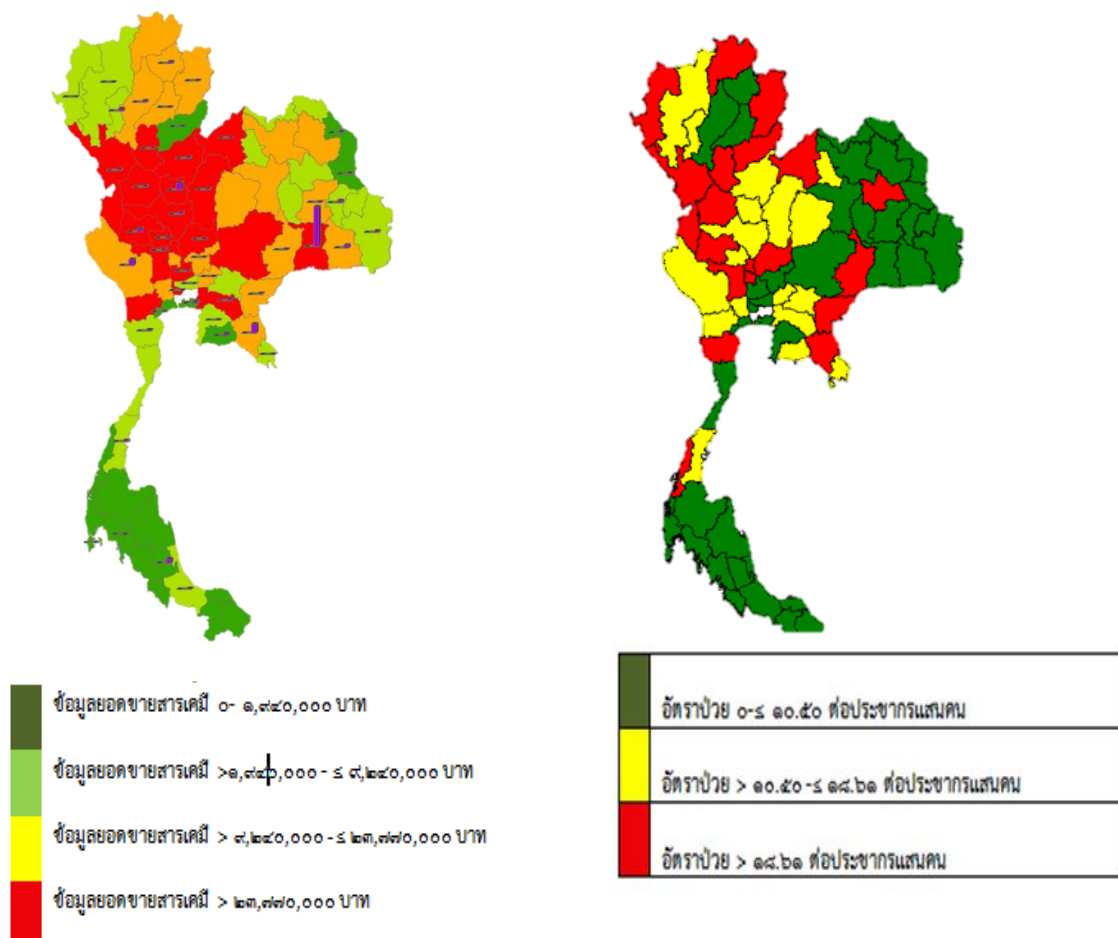 ข้อมูลยอดขายสารเคมี ๐- ๑,๙๔๐,๐๐๐ บาท
ข้อมูลยอดขายสารเคมี >๑,๙๔๐,๐๐๐ - ≤ ๙,๒๔๐,๐๐๐ บาท
ข้อมูลยอดขายสารเคมี > ๙,๒๔๐,๐๐๐ -≤ ๒๓,๗๗๐,๐๐๐ บาท
ข้อมูลยอดขายสารเคมี > ๒๓,๗๗๐,๐๐๐ บาท
อัตราป่วย ๐-≤ ๑๐.๕๐ ต่อประชากรแสนคน
อัตราป่วย > ๑๐.๕๐ -≤ ๑๘.๖๑ ต่อประชากรแสนคน
อัตราป่วย > ๑๘.๖๑ ต่อประชากรแสนคน